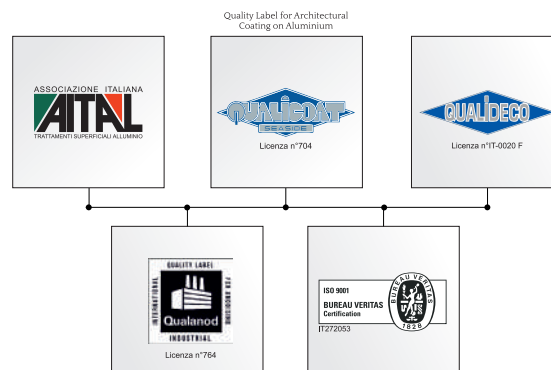 Quality Label for Architectural
Coating on Aluminium
ASSOCIAZIONE ITALIANA
AITAL
TRATTAMENTI SUPERFICIALI ALLUMINIO
QUALICOAT
SEASIDE
Licenza n°704
QUALIDECO
Licenza n°IT-0020 F
QUALITY LABEL
INTERNATIONAL
FOR ANODISING
Qualanod
INDUSTRIAL
Licenza n°764
ISO 9001
BUREAU VERITAS
Certification
IT272053
BUREAU VERITAS
1828